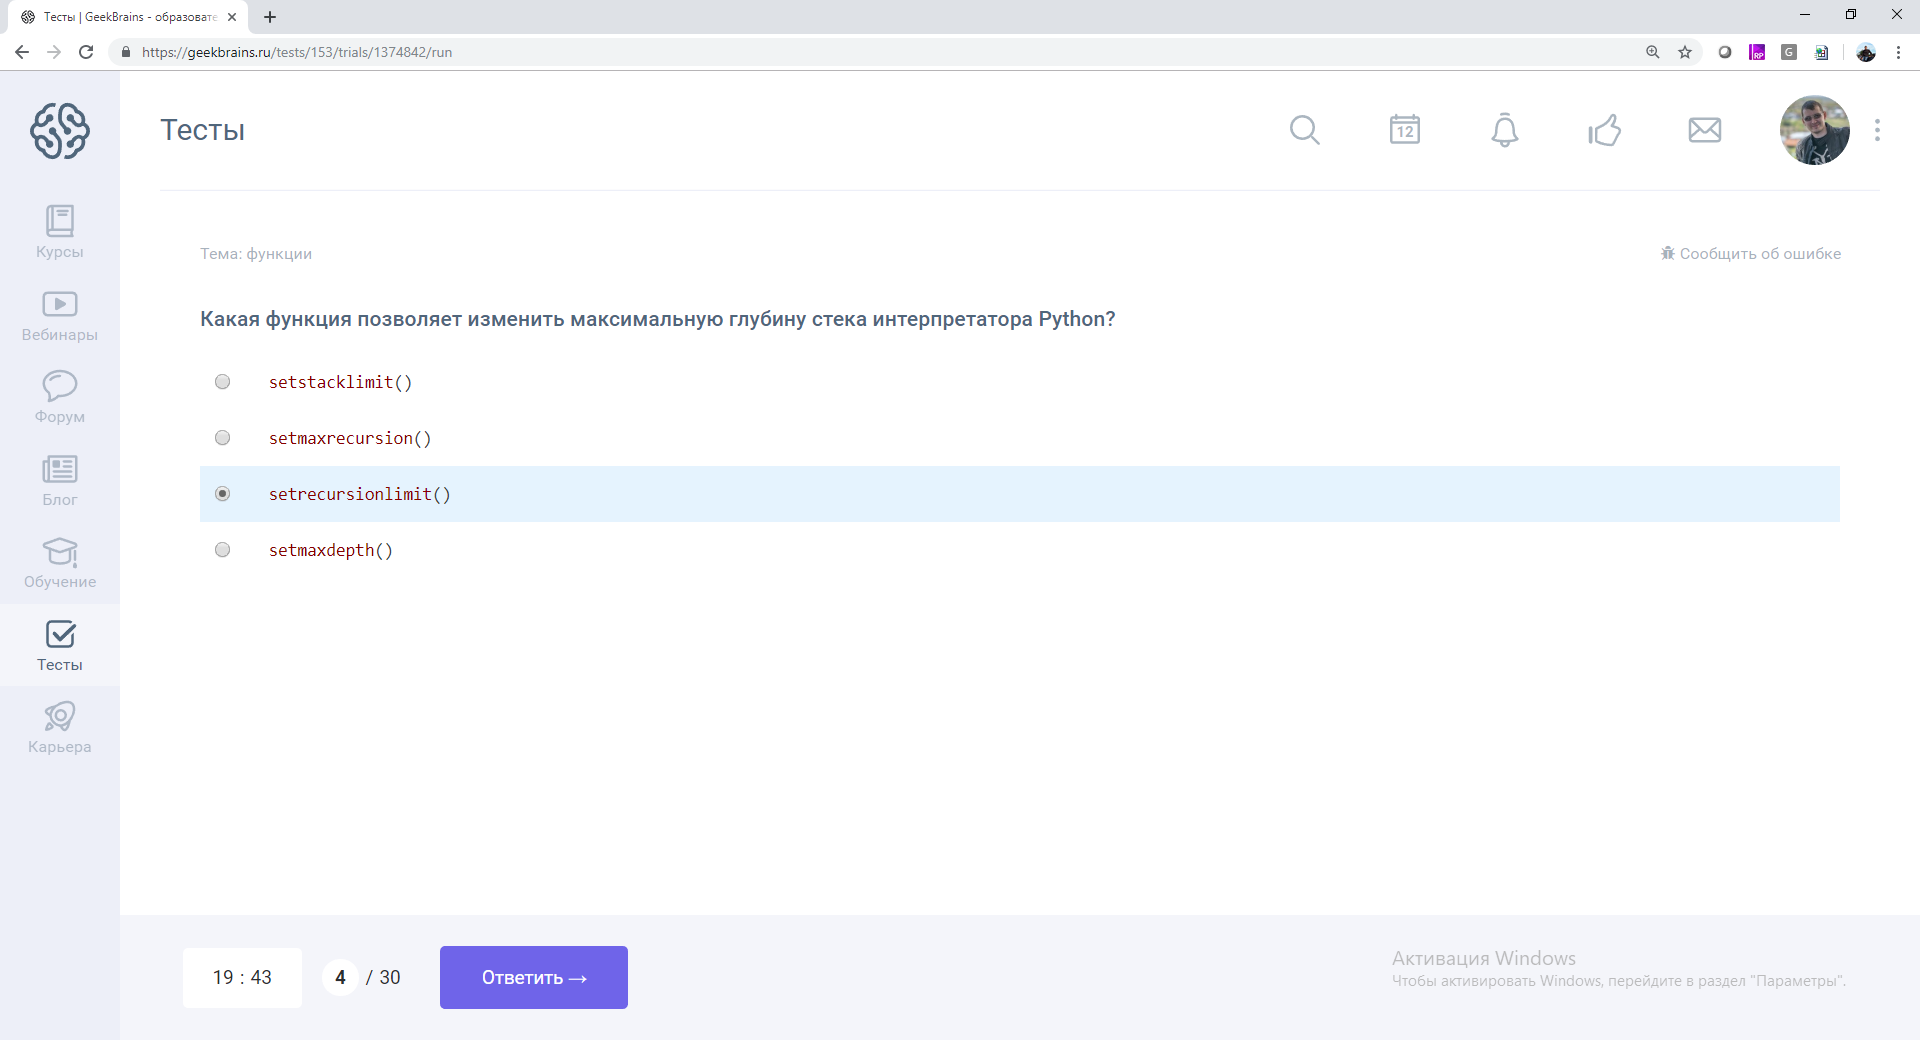 Тесты | GeekBrains - образовате
https://geekbrains.ru/tests/153/trials/1374842/run
RP
G
Тесты
12
Курсы
Вебинары
Форум
Блог
Обучение
Тесты
Карьера
Тема: функции
Сообщить об ошибке
Какая функция позволяет изменить максимальную глубину стека интерпретатора Python?
setstacklimit()
setmaxrecursion()
setrecursionlimit()
setmaxdepth()
19 : 43
4 / 30
Ответить →
Активация Windows
Чтобы активировать Windows, перейдите в раздел "Параметры".